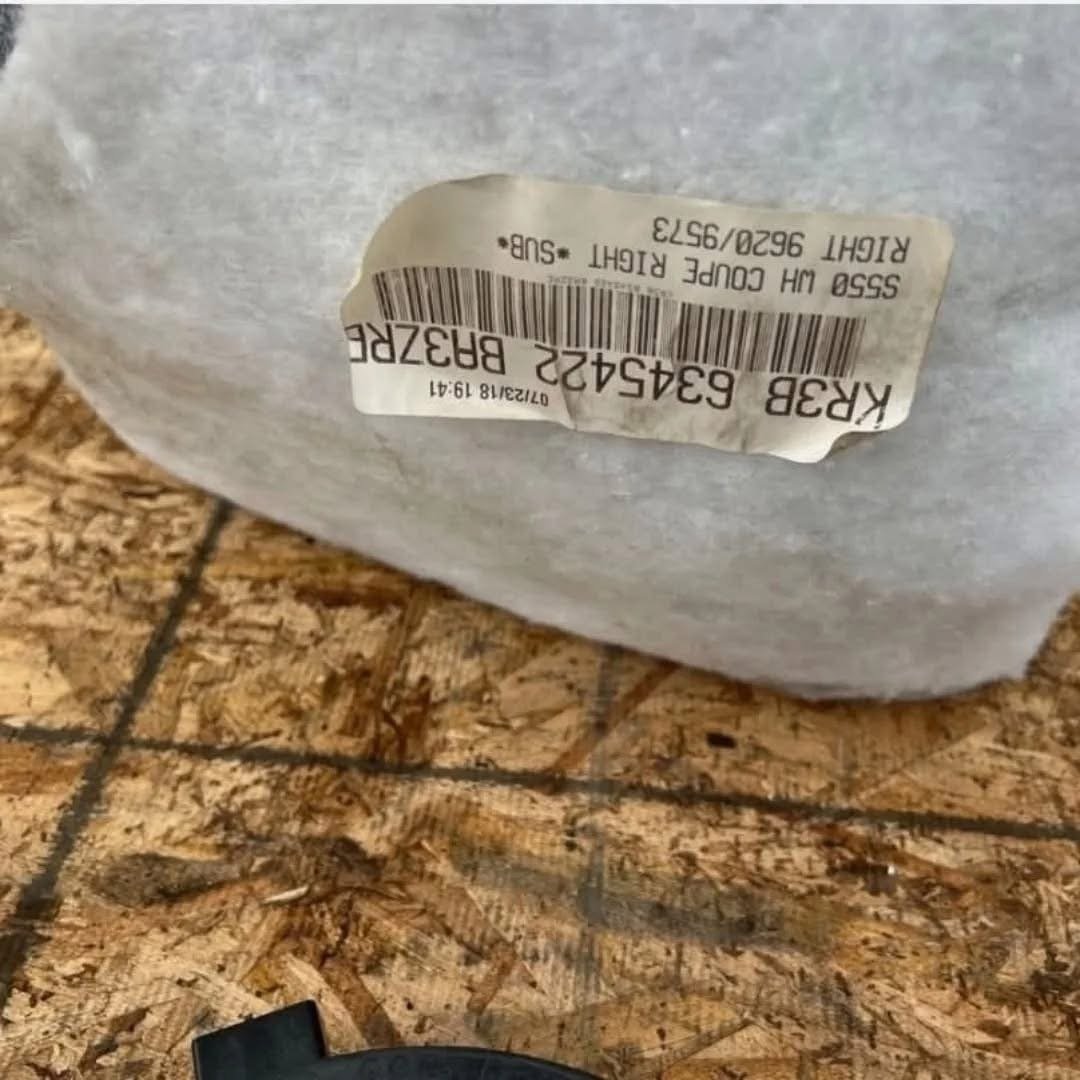 07/23/18 19:41
KR3B 6345422 BA3ZRE
S550 WH COUPE RIGHT *SUB*
RIGHT 9620/9573